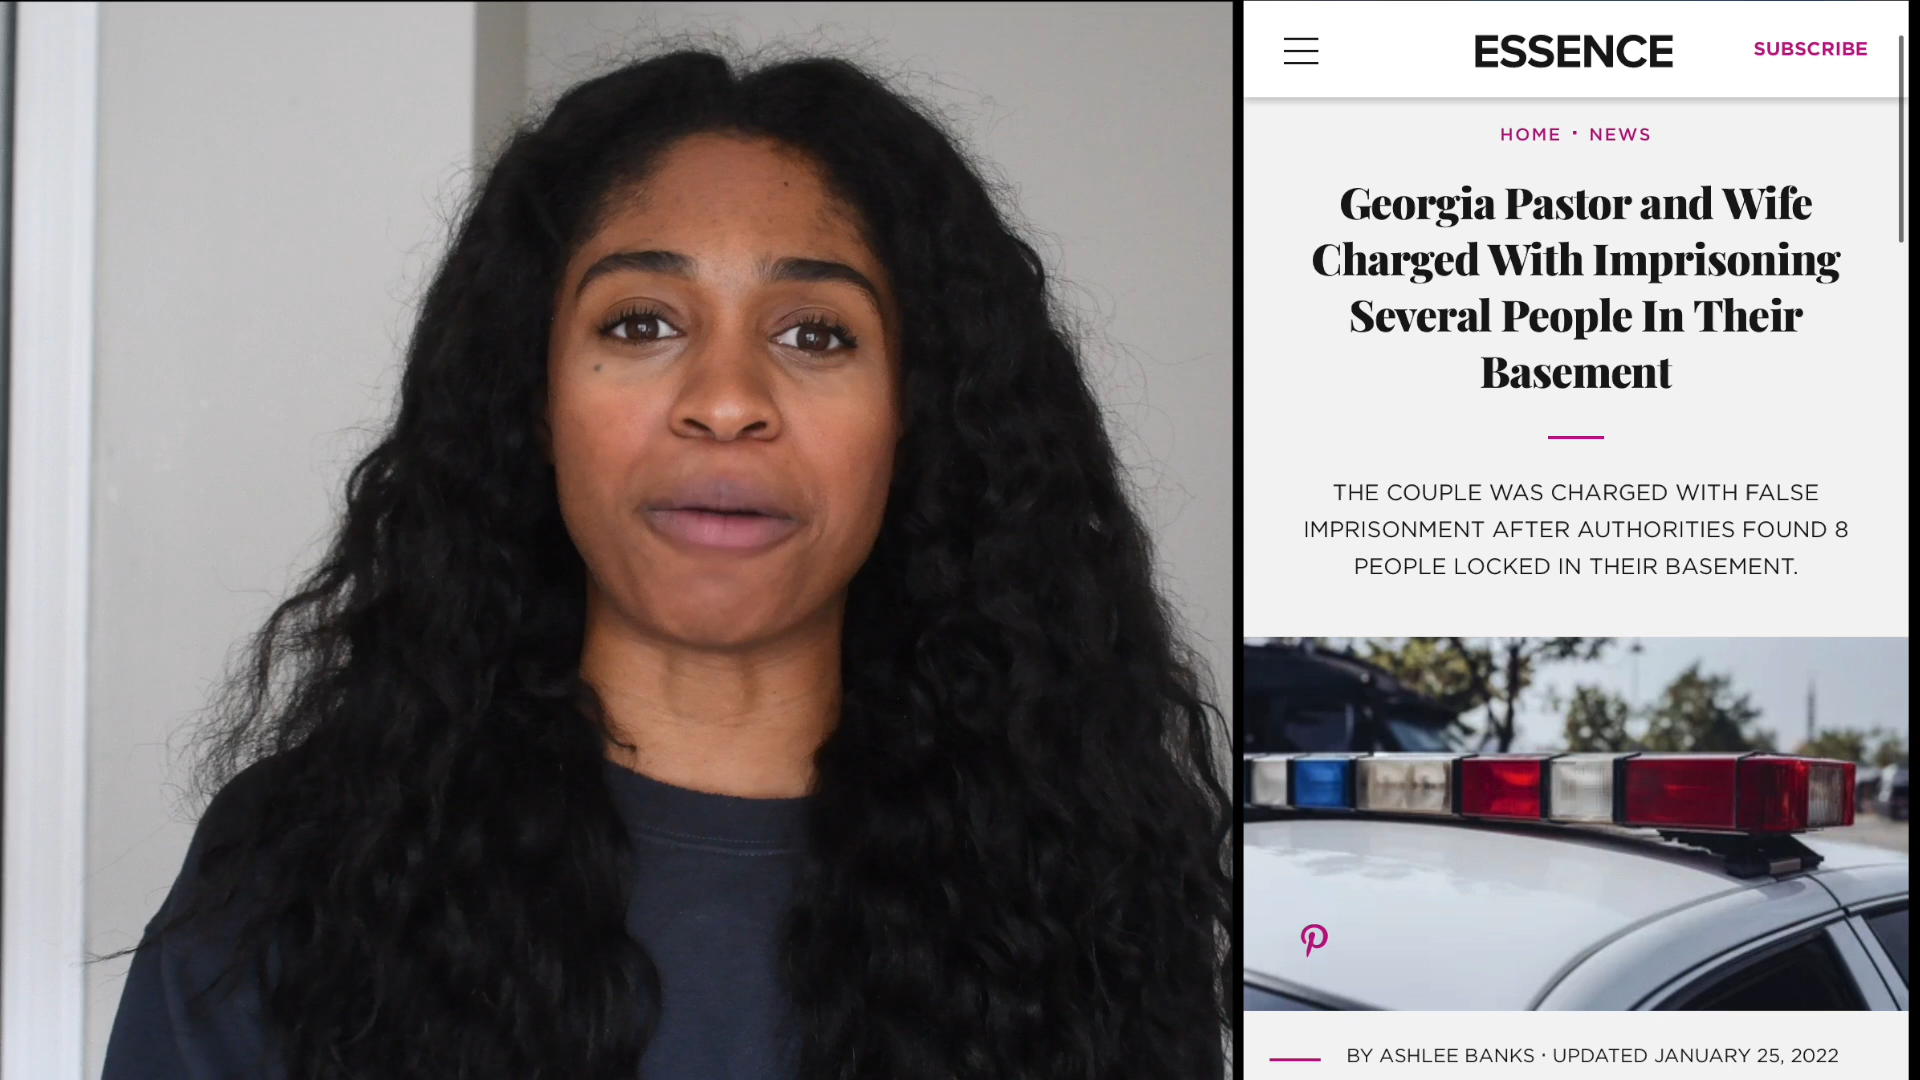 ESSENCE
SUBSCRIBE
HOME · NEWS
Georgia Pastor and Wife
Charged With Imprisoning
Several People In Their
Basement
THE COUPLE WAS CHARGED WITH FALSE
IMPRISONMENT AFTER AUTHORITIES FOUND 8
PEOPLE LOCKED IN THEIR BASEMENT.
BY ASHLEE BANKS · UPDATED JANUARY 25, 2022